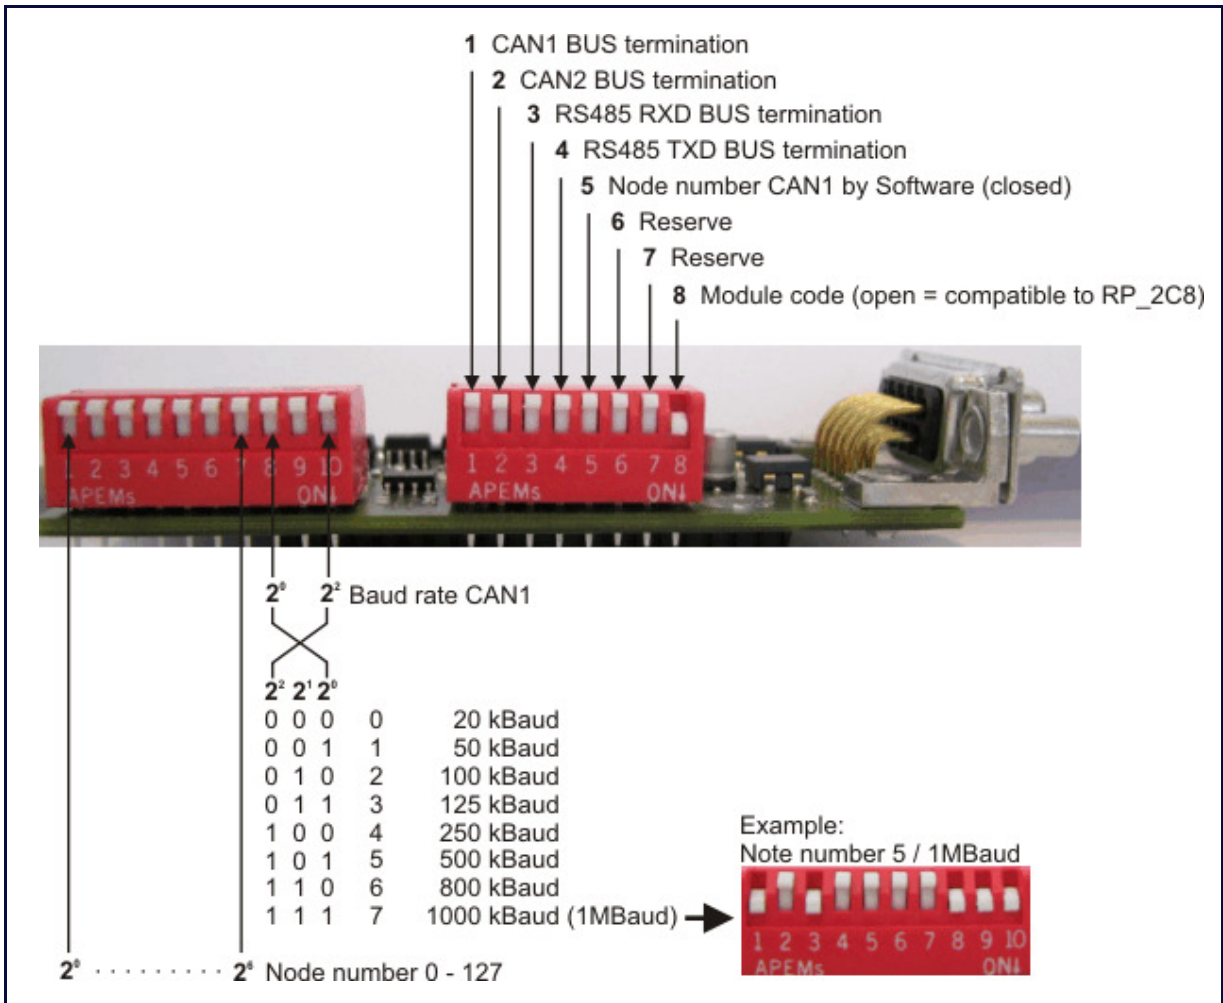 1 CAN1 BUS termination
2 CAN2 BUS termination
3 RS485 RXD BUS termination
4 RS485 TXD BUS termination
5 Node number CAN1 by Software (closed)
6 Reserve
7 Reserve
8 Module code (open = compatible to RP_2C8)
1 2 3 4 5 6 7 8 9 10
APEMs ON↓
1 2 3 4 5 6 7 8
APEMs ON↓
2⁰ 2² Baud rate CAN1
2² 2¹ 2⁰
0 0 0 0 20 kBaud
0 0 1 1 50 kBaud
0 1 0 2 100 kBaud
0 1 1 3 125 kBaud
1 0 0 4 250 kBaud
1 0 1 5 500 kBaud
1 1 0 6 800 kBaud
1 1 1 7 1000 kBaud (1MBaud)
Example:
Note number 5 / 1MBaud
1 2 3 4 5 6 7 8 9 10
APEMs ON↓
2⁰ · · · · · · · · · 2⁶ Node number 0 - 127